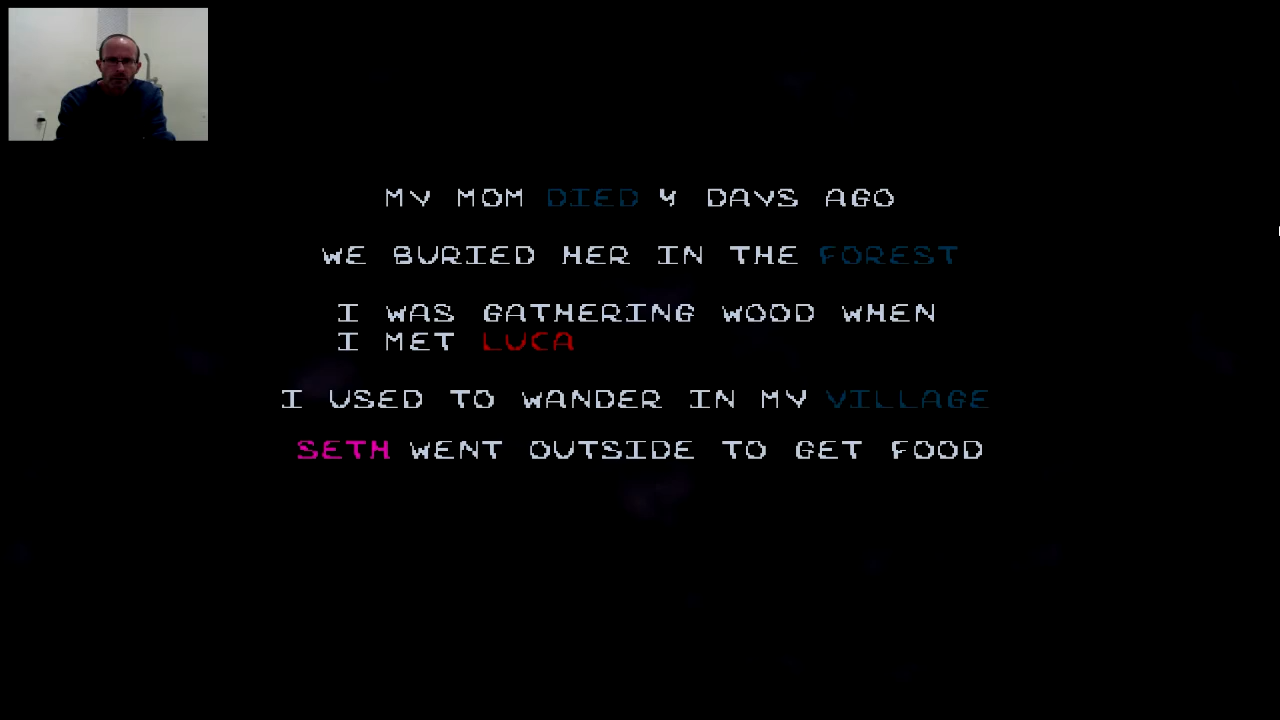 MY MOM DIED 4 DAYS AGO
WE BURIED HER IN THE FOREST
I WAS GATHERING WOOD WHEN
I MET LUCA
I USED TO WANDER IN MY VILLAGE
SETH WENT OUTSIDE TO GET FOOD